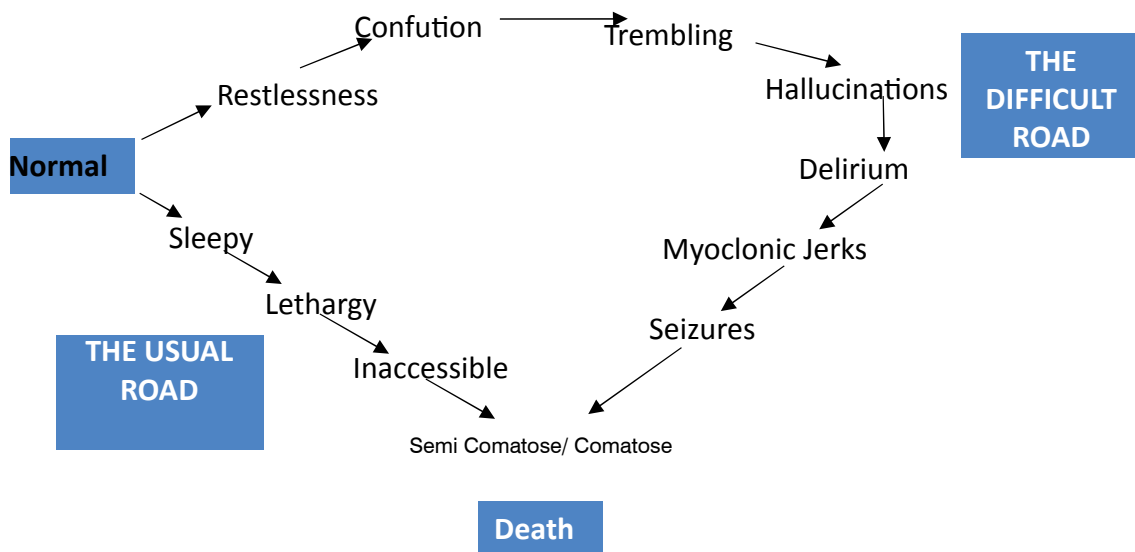 Confution
Trembling
Restlessness
Hallucinations
THE
DIFFICULT
ROAD
Normal
Delirium
Sleepy
Myoclonic Jerks
Lethargy
Seizures
THE USUAL
ROAD
Inaccessible
Semi Comatose/ Comatose
Death